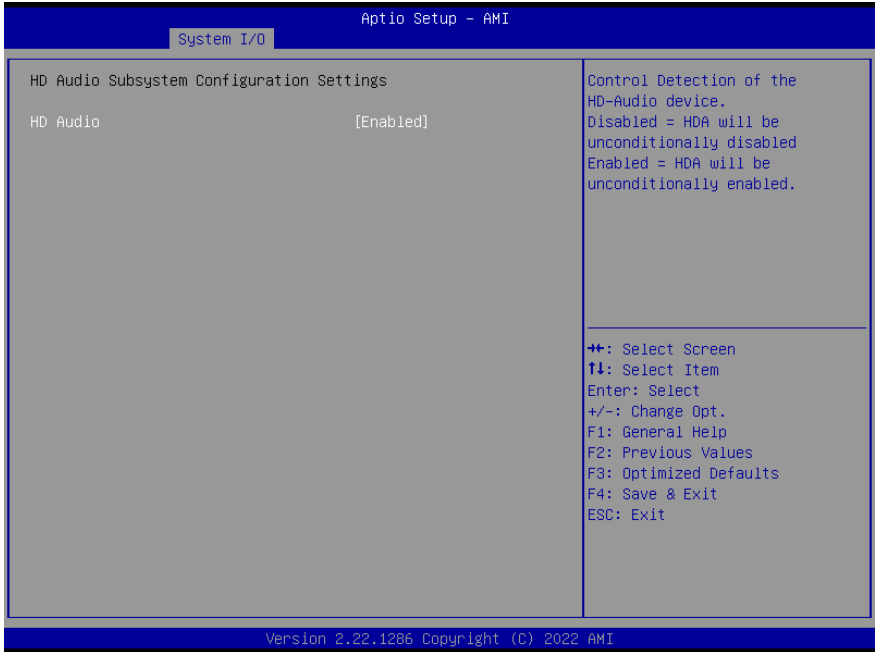 Aptio Setup – AMI
System I/O
HD Audio Subsystem Configuration Settings
HD Audio [Enabled]
Control Detection of the
HD-Audio device.
Disabled = HDA will be
unconditionally disabled
Enabled = HDA will be
unconditionally enabled.
→←: Select Screen
↑↓: Select Item
Enter: Select
+/-: Change Opt.
F1: General Help
F2: Previous Values
F3: Optimized Defaults
F4: Save & Exit
ESC: Exit
Version 2.22.1286 Copyright (C) 2022 AMI